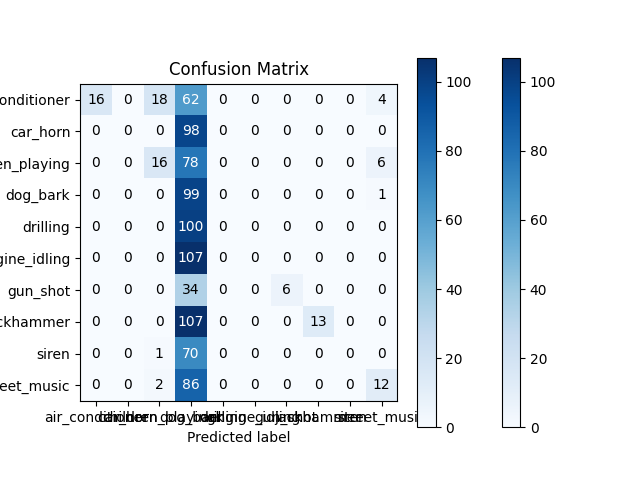 Confusion Matrix
onditioner 16 0 18 62 0 0 0 0 0 4
car_horn 0 0 0 98 0 0 0 0 0 0
en_playing 0 0 16 78 0 0 0 0 0 6
dog_bark 0 0 0 99 0 0 0 0 0 1
drilling 0 0 0 100 0 0 0 0 0 0
gine_idling 0 0 0 107 0 0 0 0 0 0
gun_shot 0 0 0 34 0 0 6 0 0 0
ckhammer 0 0 0 107 0 0 0 13 0 0
siren 0 0 1 70 0 0 0 0 0 0
eet_music 0 0 2 86 0 0 0 0 0 12
Predicted label
100
80
60
40
20
0
100
80
60
40
20
0